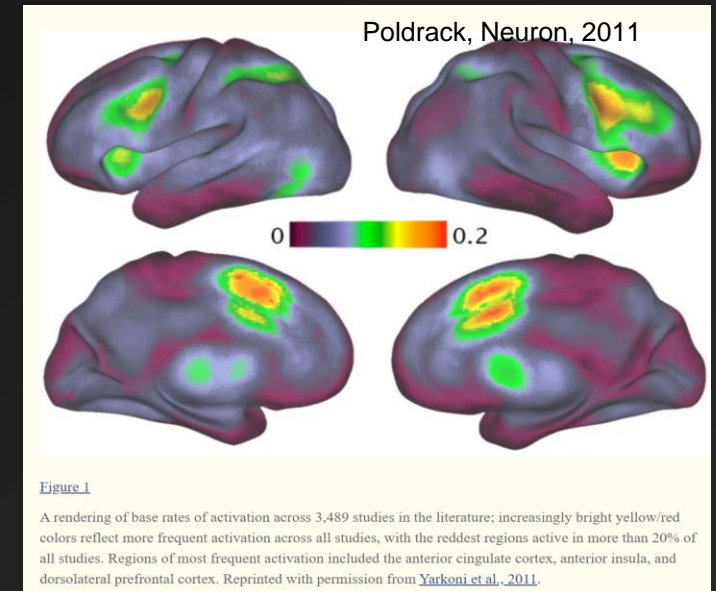 Poldrack, Neuron, 2011
0 0.2
Figure 1
A rendering of base rates of activation across 3,489 studies in the literature; increasingly bright yellow/red
colors reflect more frequent activation across all studies, with the reddest regions active in more than 20% of
all studies. Regions of most frequent activation included the anterior cingulate cortex, anterior insula, and
dorsolateral prefrontal cortex. Reprinted with permission from Yarkoni et al., 2011.